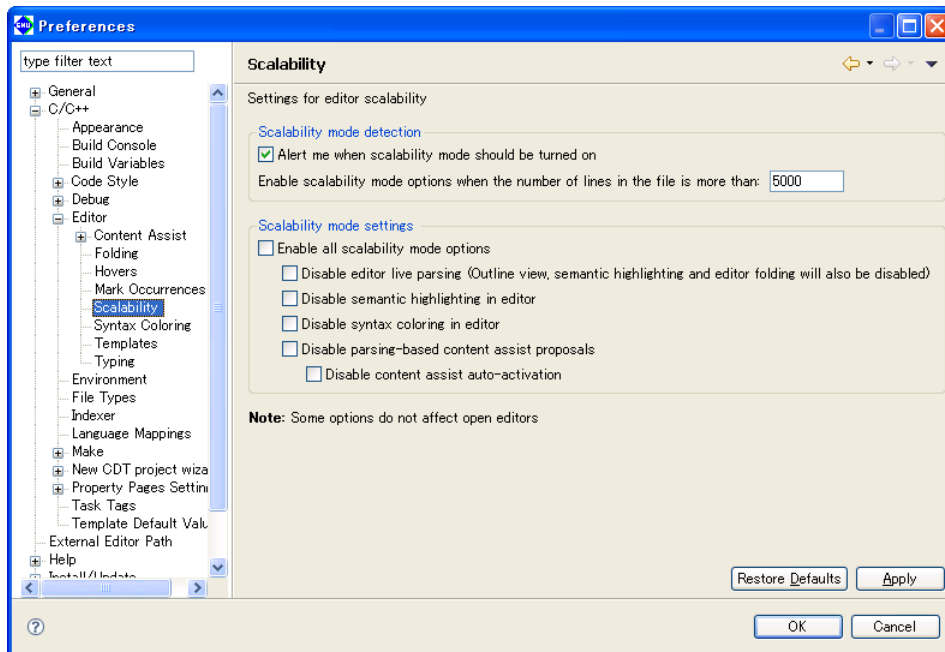 Preferences
type filter text
General
C/C++
Appearance
Build Console
Build Variables
Code Style
Debug
Editor
Content Assist
Folding
Hovers
Mark Occurrences
Scalability
Syntax Coloring
Templates
Typing
Environment
File Types
Indexer
Language Mappings
Make
New CDT project wiza
Property Pages Settin
Task Tags
Template Default Valu
External Editor Path
Help
Install/Update
Scalability
Settings for editor scalability
Scalability mode detection
Alert me when scalability mode should be turned on
Enable scalability mode options when the number of lines in the file is more than: 5000
Scalability mode settings
Enable all scalability mode options
Disable editor live parsing (Outline view, semantic highlighting and editor folding will also be disabled)
Disable semantic highlighting in editor
Disable syntax coloring in editor
Disable parsing-based content assist proposals
Disable content assist auto-activation
Note: Some options do not affect open editors
Restore Defaults Apply
OK Cancel